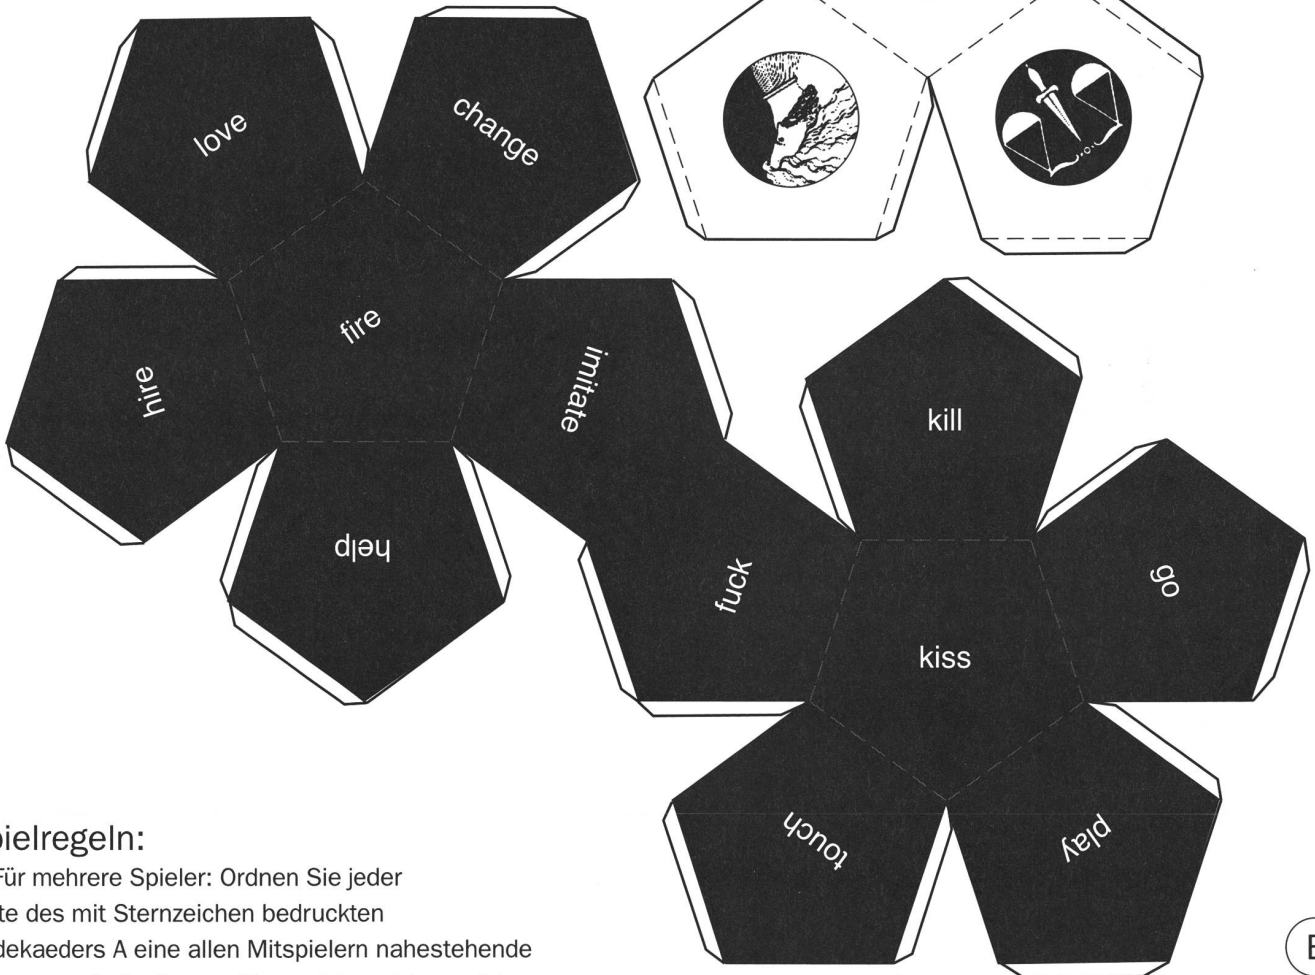 love
change
fire
hire
imitate
help
kill
fuck
go
kiss
touch
play
pielregeln:
Für mehrere Spieler: Ordnen Sie jeder
te des mit Sternzeichen bedruckten
dekaeders A eine allen Mitspielern nahestehende